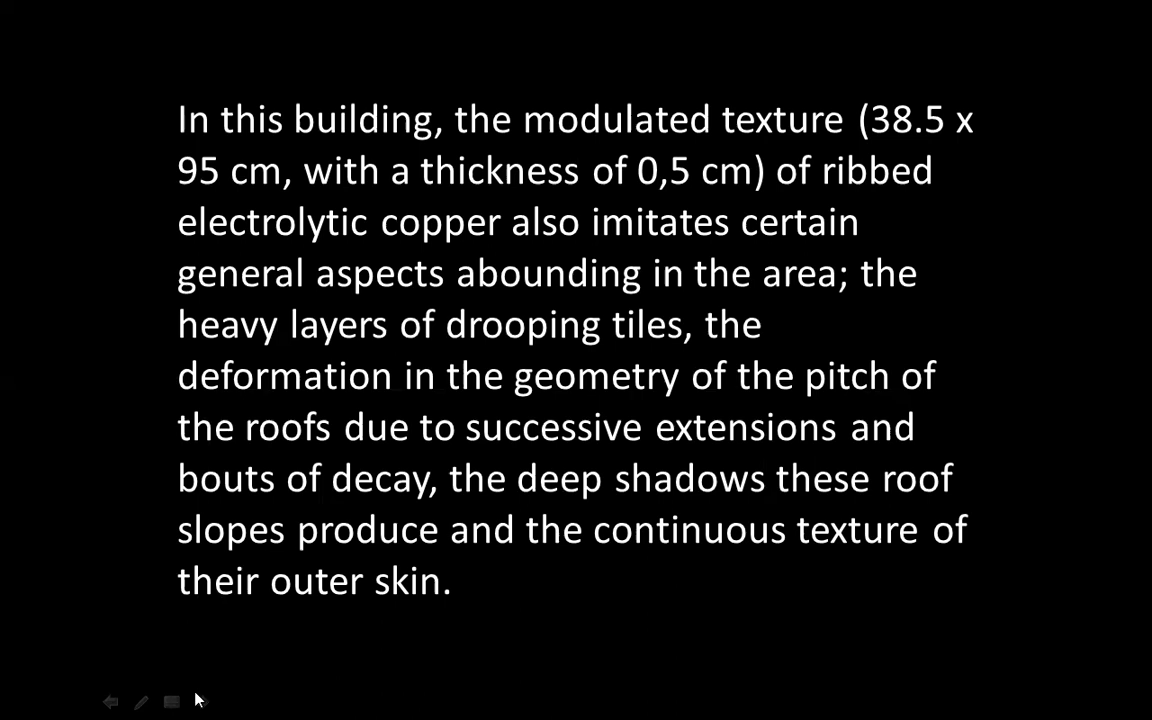 In this building, the modulated texture (38.5 x
95 cm, with a thickness of 0,5 cm) of ribbed
electrolytic copper also imitates certain
general aspects abounding in the area; the
heavy layers of drooping tiles, the
deformation in the geometry of the pitch of
the roofs due to successive extensions and
bouts of decay, the deep shadows these roof
slopes produce and the continuous texture of
their outer skin.